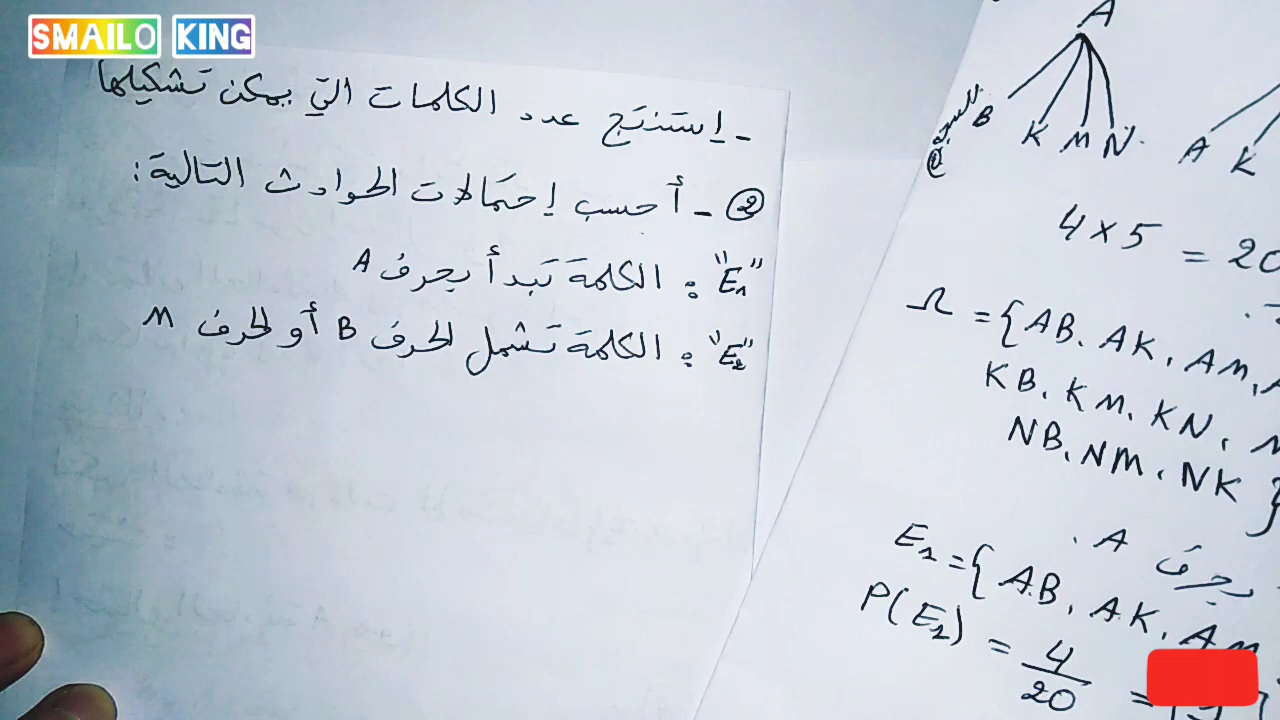 SMAILO KING
- إستنتج عدد الكلمات التي يمكن تشكيلها
② - أحسب إحتمالات الحوادث التالية:
"E₁" : الكلمة تبدأ بحرف A
"E₂" : الكلمة تشمل الحرف B أو الحرف M
A
B K M N
A K
4 × 5 = 20
Ω = {AB, AK, AM,
KB, KM, KN,
NB, NM, NK}
بحرف A
E₁ = {AB, AK, AM
P(E₁) = 4/20 =